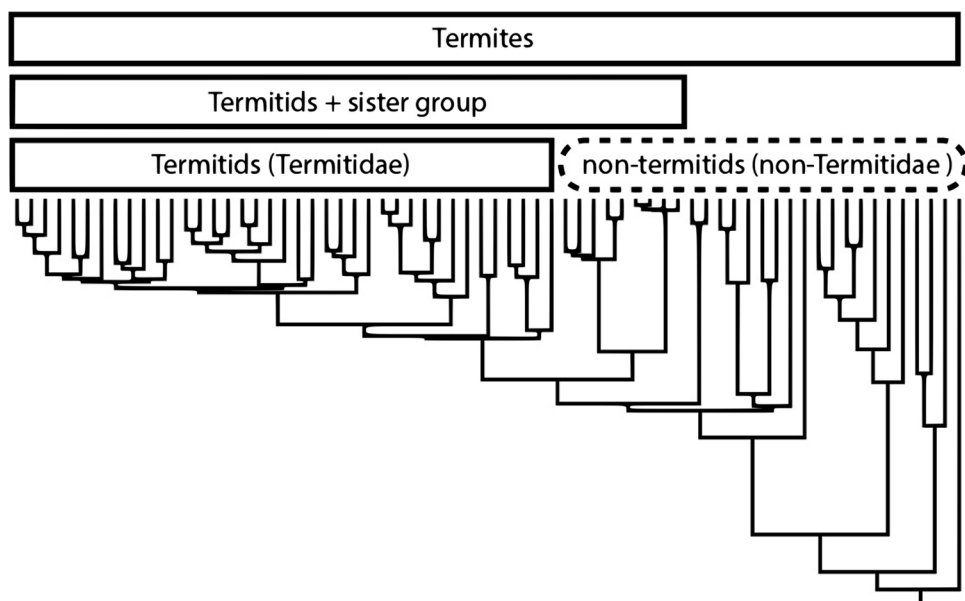 Termites
Termitids + sister group
Termitids (Termitidae)
non-termitids (non-Termitidae )